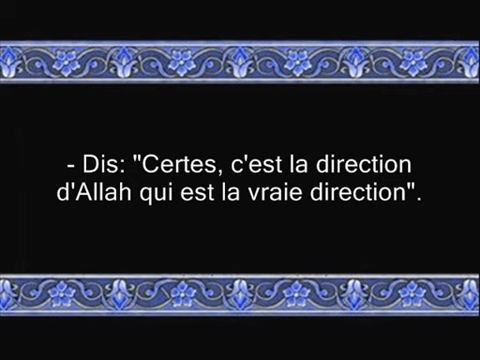 - Dis: "Certes, c'est la direction
d'Allah qui est la vraie direction".